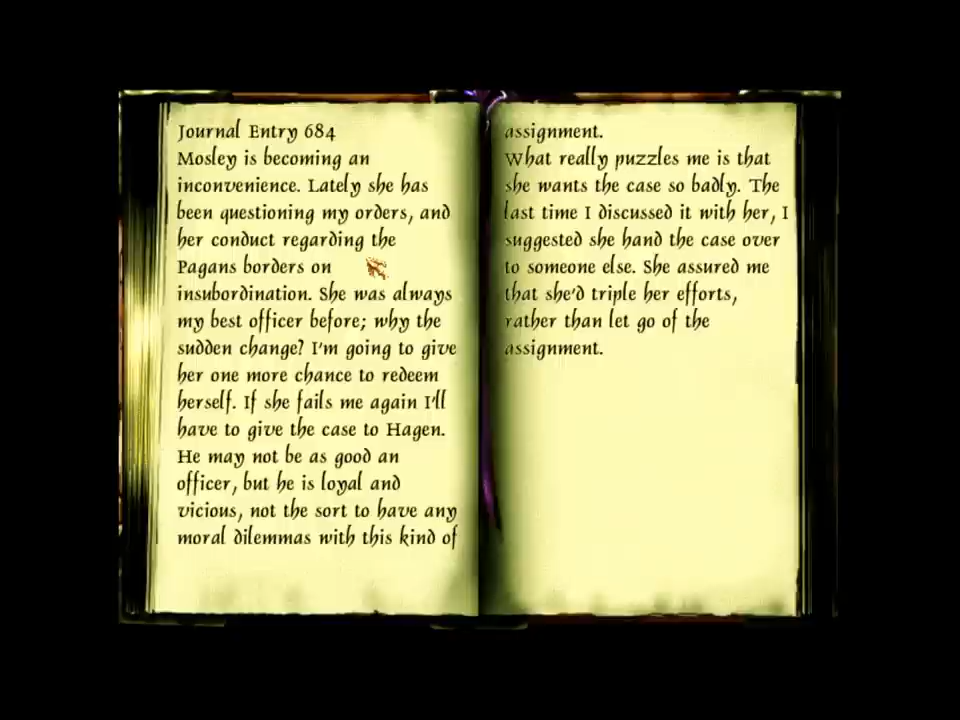 Journal Entry 684
Mosley is becoming an
inconvenience. Lately she has
been questioning my orders, and
her conduct regarding the
Pagans borders on
insubordination. She was always
my best officer before; why the
sudden change? I'm going to give
her one more chance to redeem
herself. If she fails me again I'll
have to give the case to Hagen.
He may not be as good an
officer, but he is loyal and
vicious, not the sort to have any
moral dilemmas with this kind of
assignment.
What really puzzles me is that
she wants the case so badly. The
last time I discussed it with her, I
suggested she hand the case over
to someone else. She assured me
that she'd triple her efforts,
rather than let go of the
assignment.